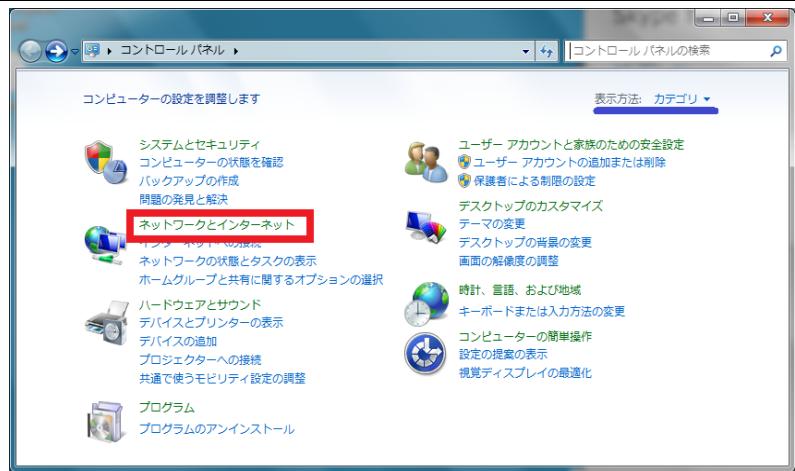 コントロール パネル
コントロール パネルの検索
コンピューターの設定を調整します
表示方法: カテゴリ
システムとセキュリティ
コンピューターの状態を確認
バックアップの作成
問題の発見と解決
ネットワークとインターネット
インターネットへの接続
ネットワークの状態とタスクの表示
ホームグループと共有に関するオプションの選択
ハードウェアとサウンド
デバイスとプリンターの表示
デバイスの追加
プロジェクターへの接続
共通で使うモビリティ設定の調整
プログラム
プログラムのアンインストール
ユーザー アカウントと家族のための安全設定
ユーザー アカウントの追加または削除
保護者による制限の設定
デスクトップのカスタマイズ
テーマの変更
デスクトップの背景の変更
画面の解像度の調整
時計、言語、および地域
キーボードまたは入力方法の変更
コンピューターの簡単操作
設定の提案の表示
視覚ディスプレイの最適化